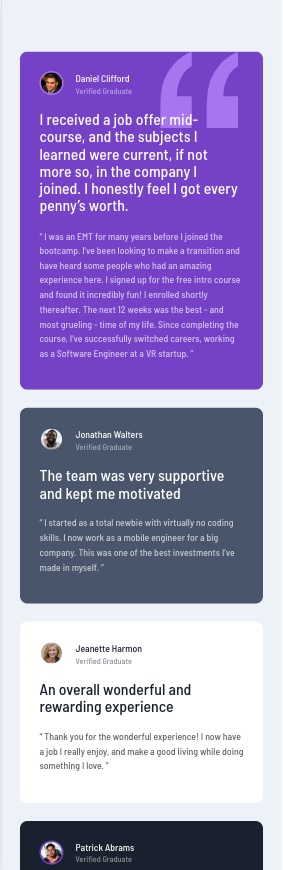 Daniel Clifford
Verified Graduate
I received a job offer mid-
course, and the subjects I
learned were current, if not
more so, in the company I
joined. I honestly feel I got every
penny’s worth.
“ I was an EMT for many years before I joined the
bootcamp. I’ve been looking to make a transition and
have heard some people who had an amazing
experience here. I signed up for the free intro course
and found it incredibly fun! I enrolled shortly
thereafter. The next 12 weeks was the best - and
most grueling - time of my life. Since completing the
course, I’ve successfully switched careers, working
as a Software Engineer at a VR startup. ”
Jonathan Walters
Verified Graduate
The team was very supportive
and kept me motivated
“ I started as a total newbie with virtually no coding
skills. I now work as a mobile engineer for a big
company. This was one of the best investments I’ve
made in myself. ”
Jeanette Harmon
Verified Graduate
An overall wonderful and
rewarding experience
“ Thank you for the wonderful experience! I now have
a job I really enjoy, and make a good living while doing
something I love. ”
Patrick Abrams
Verified Graduate